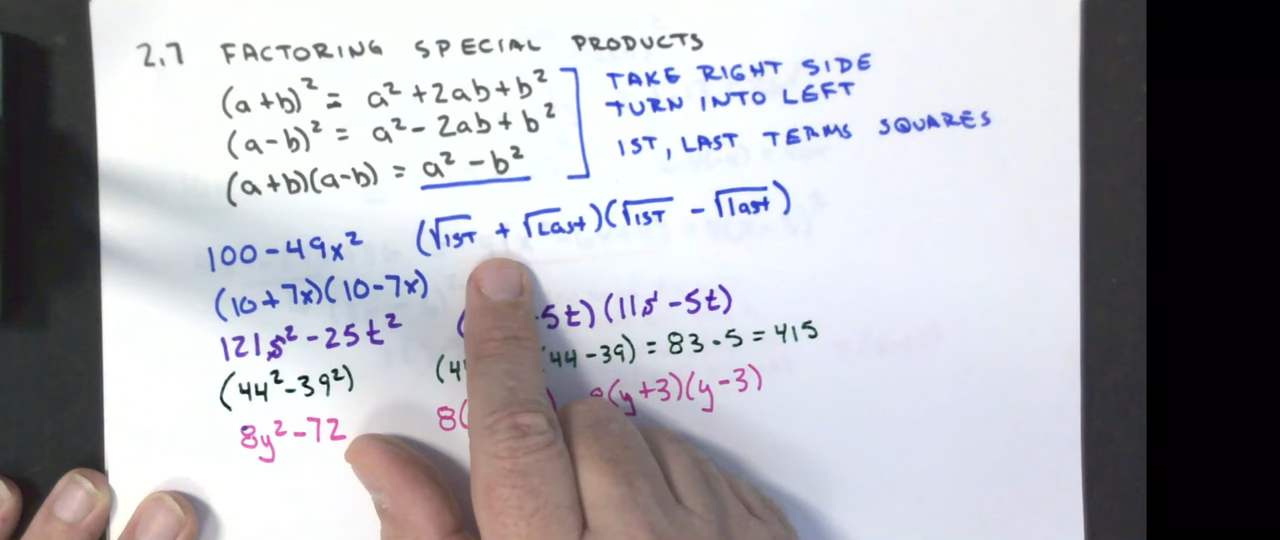 2.7 FACTORING SPECIAL PRODUCTS
(a+b)² = a²+2ab+b²
(a-b)² = a²-2ab+b²
(a+b)(a-b) = a²-b²
TAKE RIGHT SIDE
TURN INTO LEFT
1ST, LAST TERMS SQUARES
(√1ST + √Last)(√1ST - √last)
100-49x²
(10+7x)(10-7x)
121s²-25t² ( 5t)(11s-5t)
(44²-39²) (4 44-39) = 83·5 = 415
8y²-72 8( (y+3)(y-3)